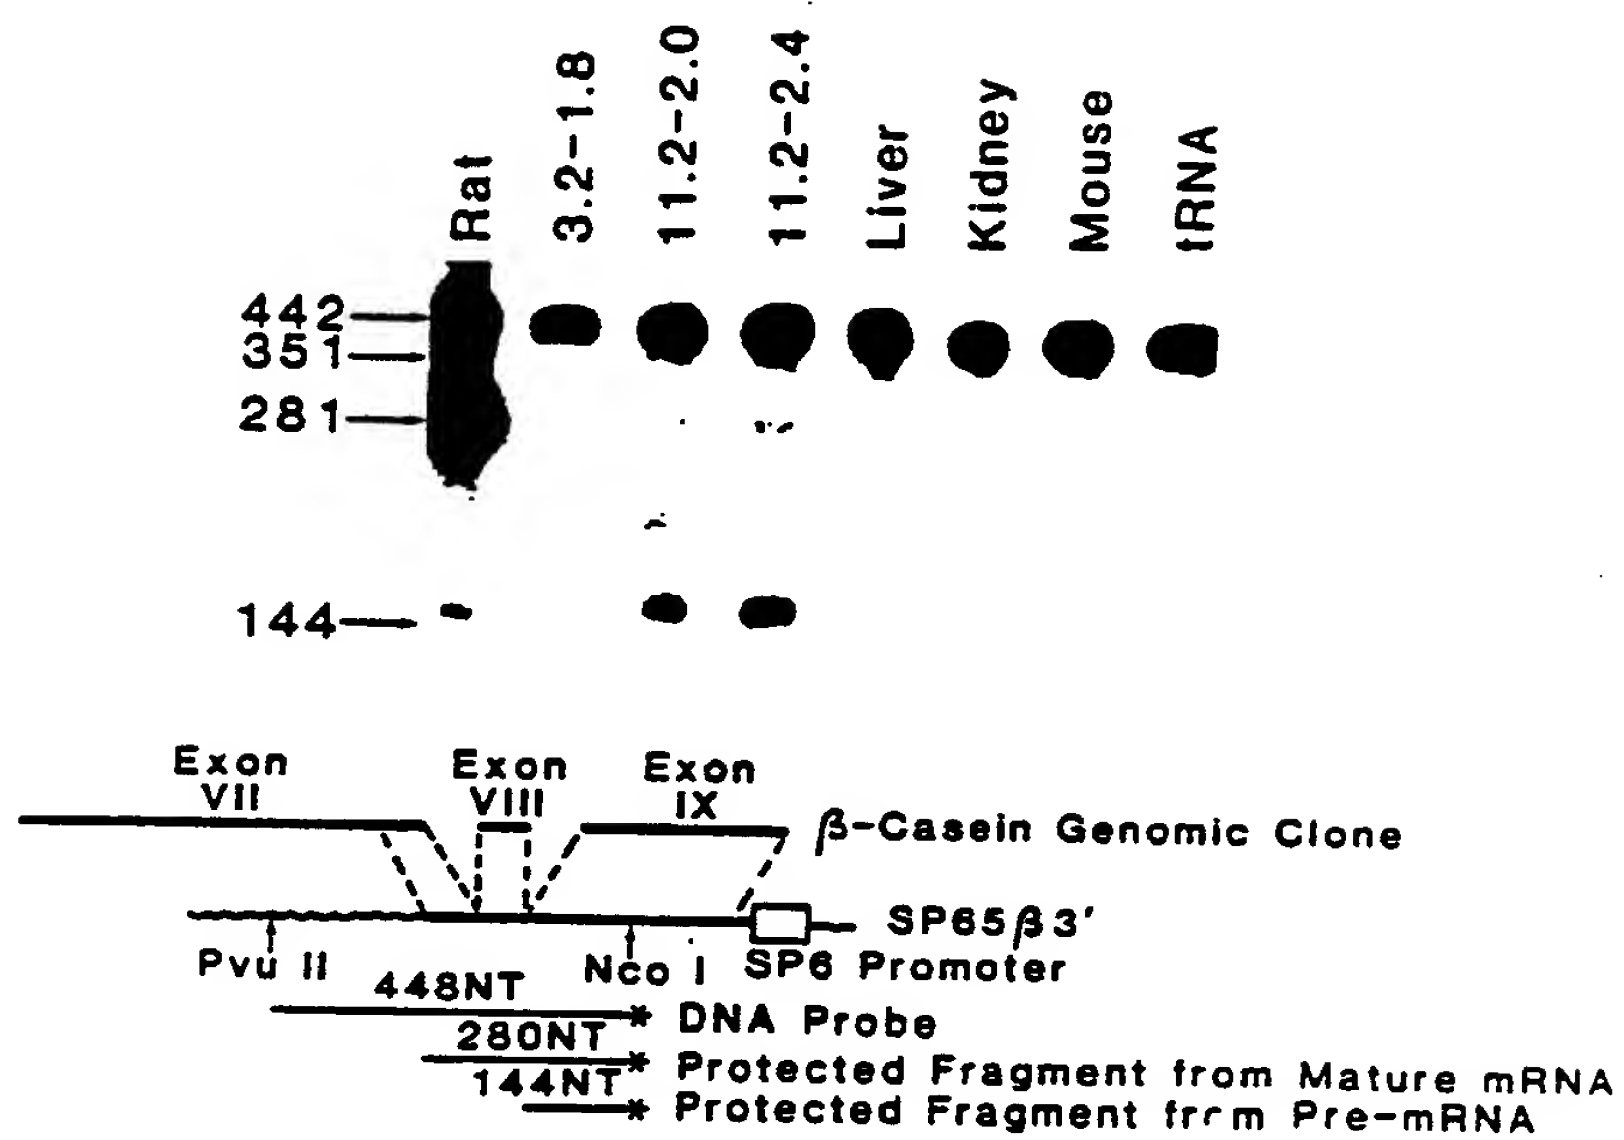 Rat
3.2-1.8
11.2-2.0
11.2-2.4
Liver
Kidney
Mouse
tRNA
442
351
281
144
Exon VII
Exon VIII
Exon IX
β-Casein Genomic Clone
SP65β3'
Pvu II
Nco I
SP6 Promoter
448NT
DNA Probe
280NT
Protected Fragment from Mature mRNA
144NT
Protected Fragment from Pre-mRNA